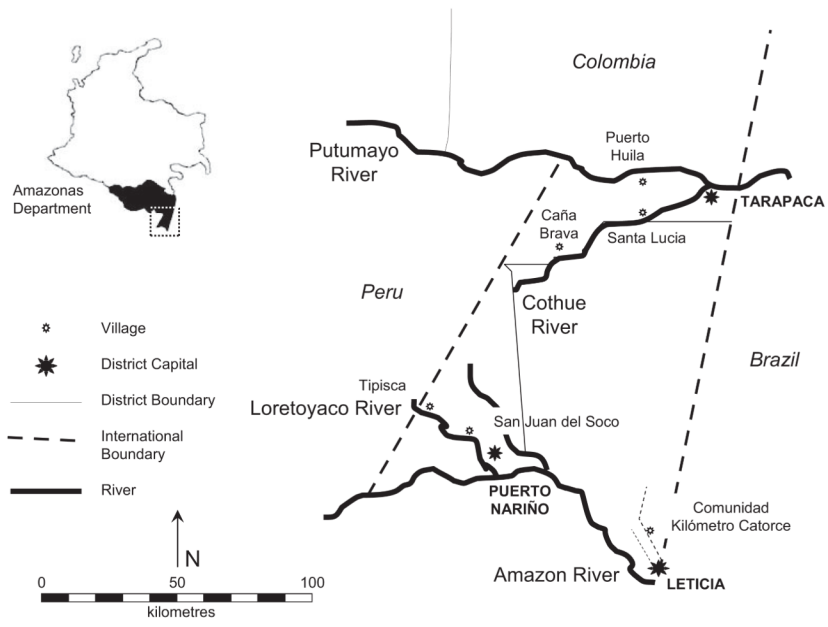 Colombia
Puerto
Huila
Putumayo
River
Amazonas
Department
TARAPACA
Caña
Brava
Santa Lucia
Peru
Cothue
River
Village
Brazil
District Capital
Tipisca
District Boundary
Loretoyaco River
San Juan del Soco
International
Boundary
River
PUERTO
NARIÑO
Comunidad
Kilómetro Catorce
N
Amazon River
LETICIA
0 50 100
kilometres